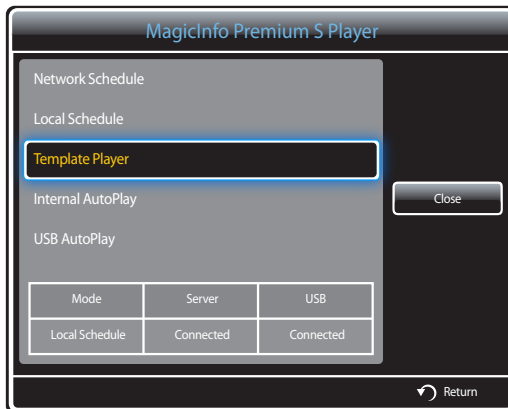 MagicInfo Premium S Player
Network Schedule
Local Schedule
Template Player
Internal AutoPlay
Close
USB AutoPlay
Mode Server USB
Local Schedule Connected Connected
Return